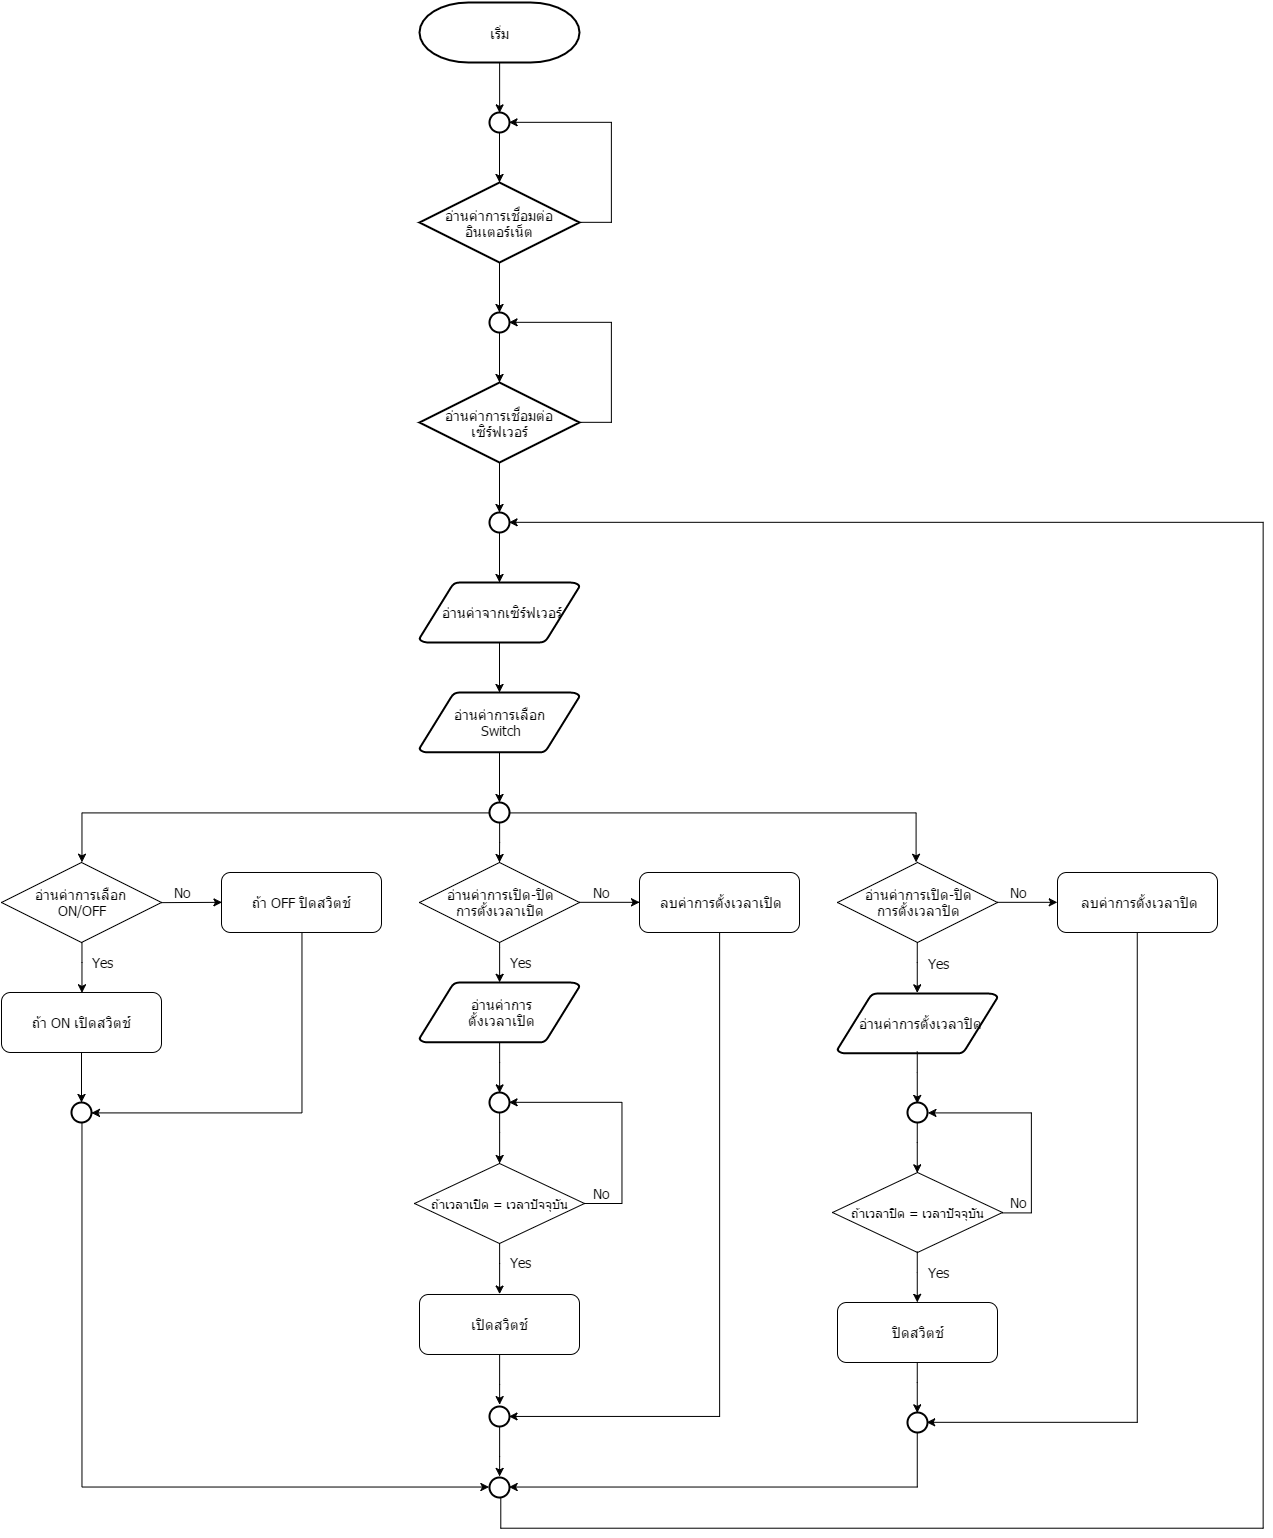 เริ่ม
อ่านค่าการเชื่อมต่อ
อินเตอร์เน็ต
อ่านค่าการเชื่อมต่อ
เซิร์ฟเวอร์
อ่านค่าจากเซิร์ฟเวอร์
อ่านค่าการเลือก
Switch
อ่านค่าการเลือก
ON/OFF
No
ถ้า OFF ปิดสวิตช์
Yes
ถ้า ON เปิดสวิตช์
อ่านค่าการเปิด-ปิด
การตั้งเวลาเปิด
No
ลบค่าการตั้งเวลาเปิด
Yes
อ่านค่าการ
ตั้งเวลาเปิด
ถ้าเวลาเปิด = เวลาปัจจุบัน
No
Yes
เปิดสวิตช์
อ่านค่าการเปิด-ปิด
การตั้งเวลาปิด
No
ลบค่าการตั้งเวลาปิด
Yes
อ่านค่าการตั้งเวลาปิด
ถ้าเวลาปิด = เวลาปัจจุบัน
No
Yes
ปิดสวิตช์